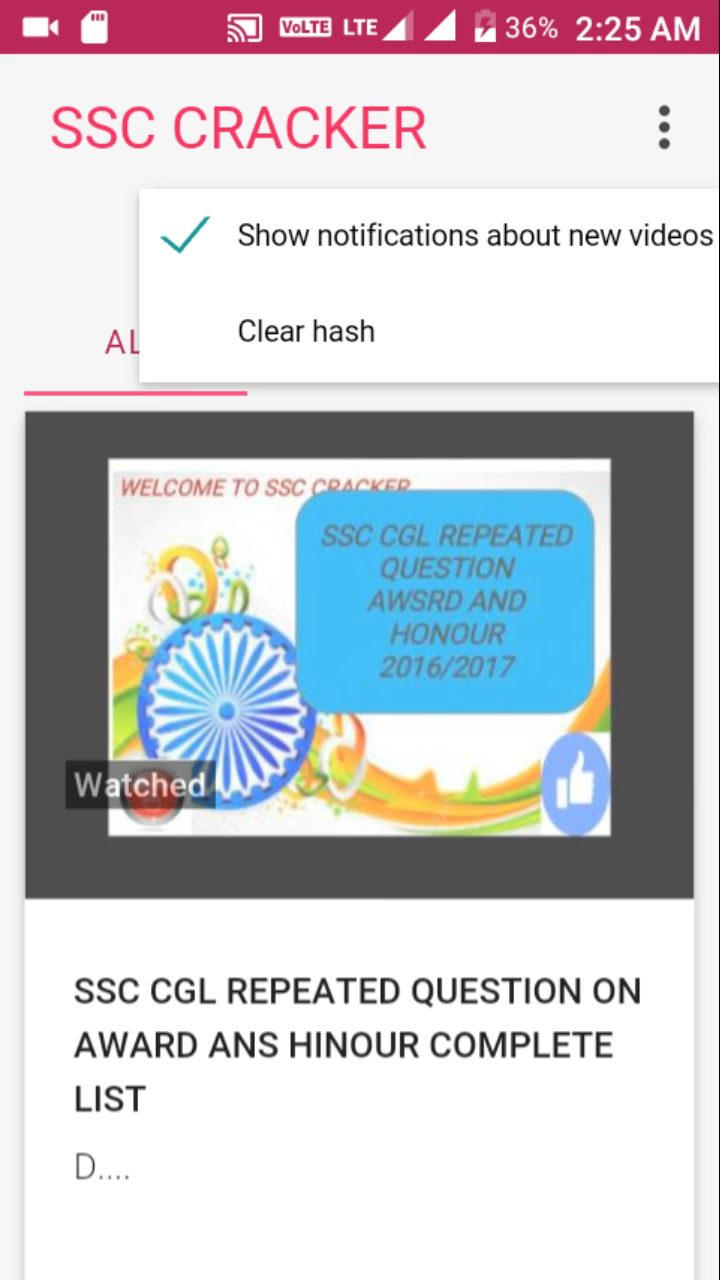 VoLTE LTE 36% 2:25 AM
SSC CRACKER
Show notifications about new videos
Clear hash
AL
WELCOME TO SSC CRACKER
SSC CGL REPEATED
QUESTION
AWSRD AND
HONOUR
2016/2017
Watched
SSC CGL REPEATED QUESTION ON
AWARD ANS HINOUR COMPLETE
LIST
D....